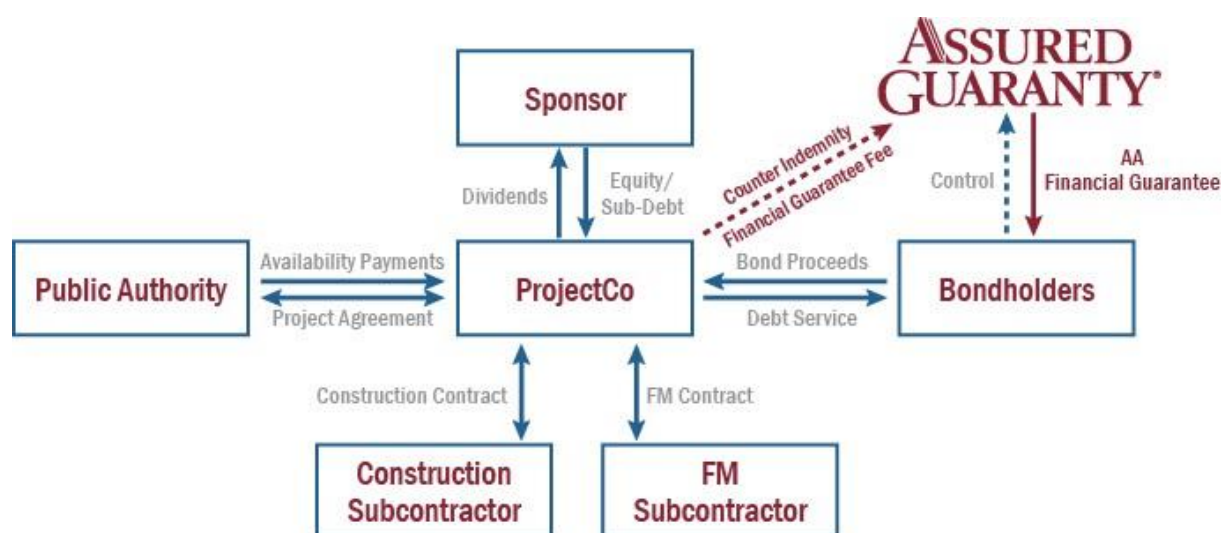 ASSURED
GUARANTY®
Sponsor
Counter Indemnity
Financial Guarantee Fee
Dividends
Equity/
Sub-Debt
Control
AA
Financial Guarantee
Public Authority
Availability Payments
Project Agreement
ProjectCo
Bond Proceeds
Debt Service
Bondholders
Construction Contract
FM Contract
Construction
Subcontractor
FM
Subcontractor